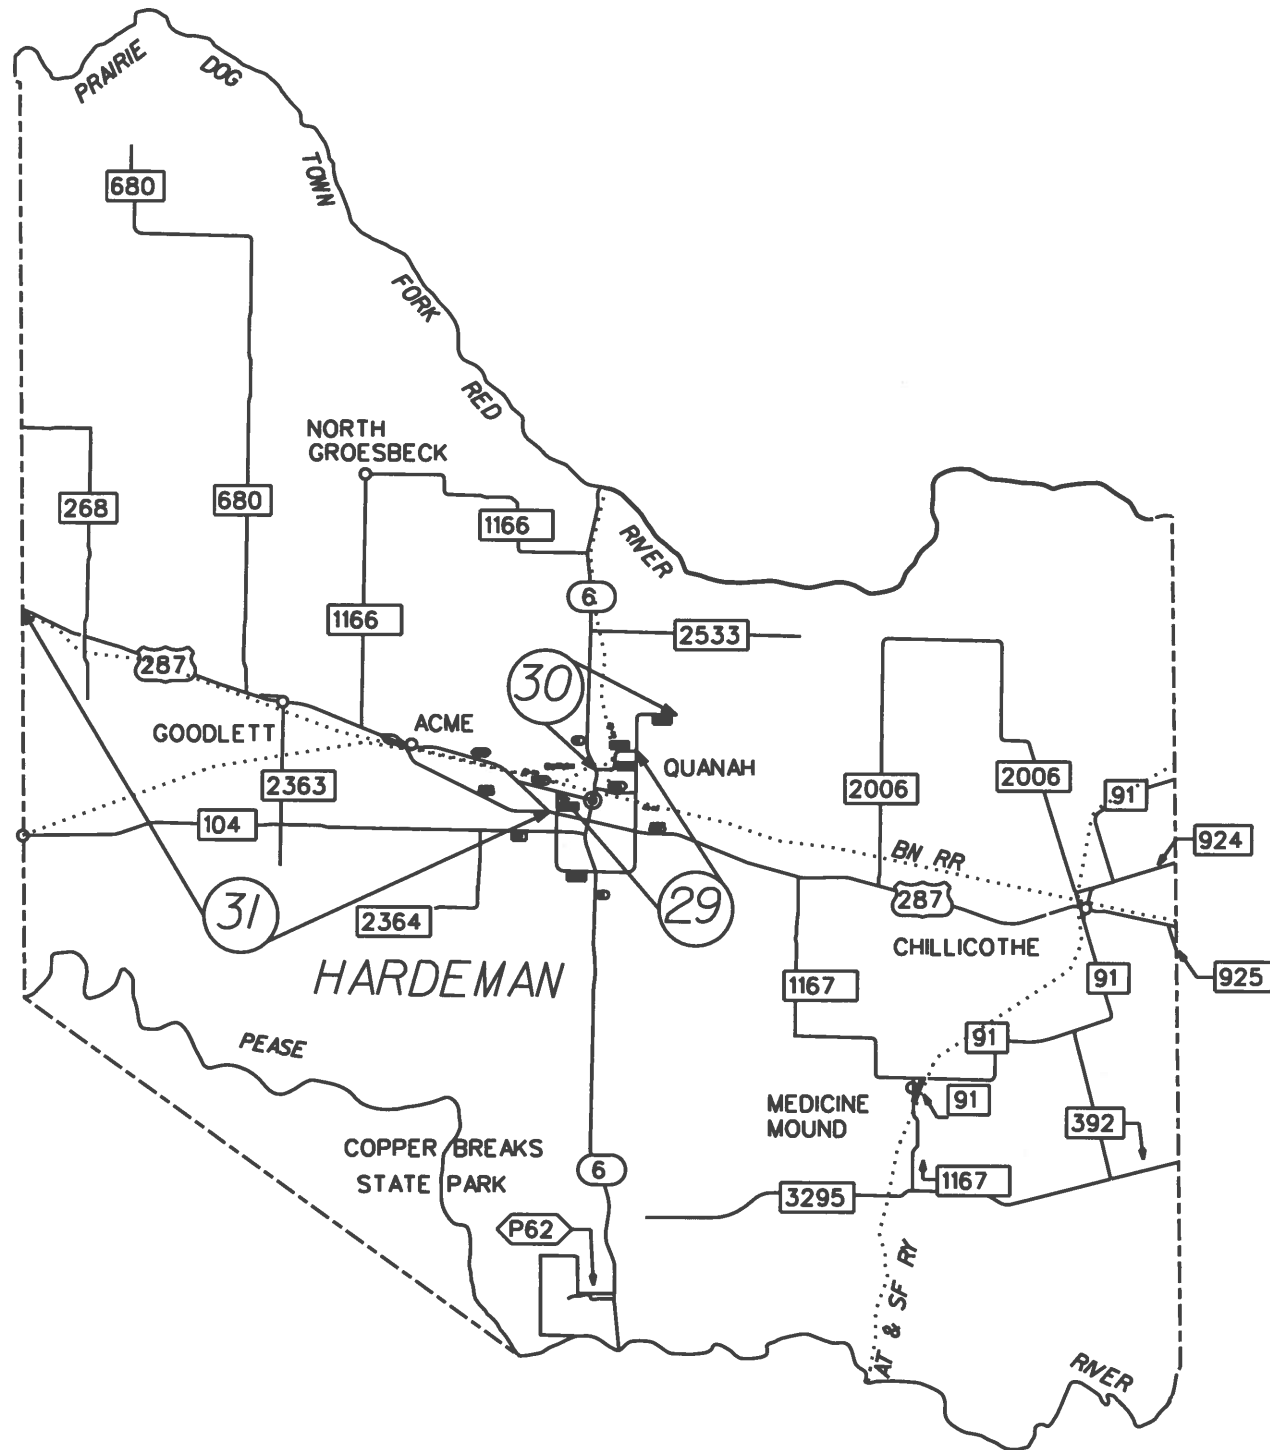 PRAIRIE
DOG
TOWN
FORK
RED
RIVER
680
NORTH
GROESBECK
268
680
1166
6
1166
2533
287
30
GOODLETT
ACME
QUANAH
2363
2006
2006
91
104
924
BN RR
31
2364
29
287
CHILLICOTHE
HARDEMAN
1167
91
925
PEASE
91
MEDICINE
MOUND
91
392
COPPER BREAKS
STATE PARK
6
3295
1167
P62
AT & SF RY
RIVER